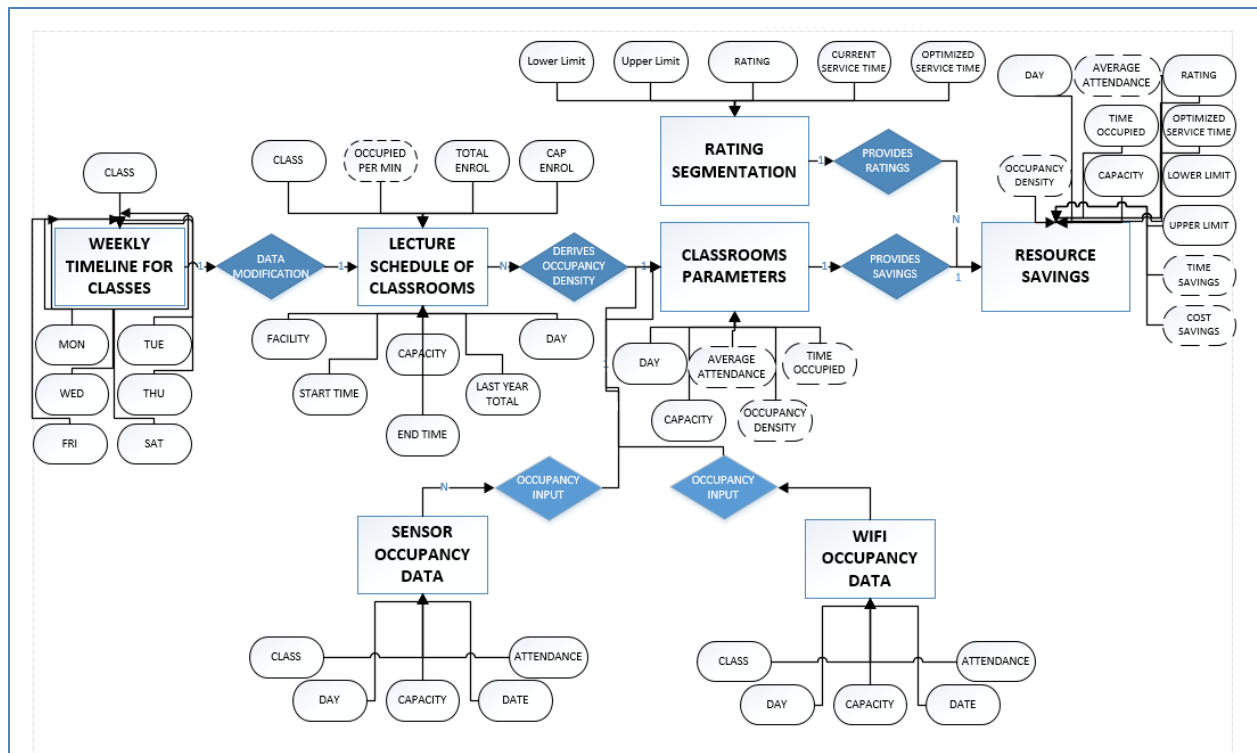 Lower Limit
Upper Limit
RATING
CURRENT
SERVICE TIME
OPTIMIZED
SERVICE TIME
DAY
AVERAGE
ATTENDANCE
RATING
TIME
OCCUPIED
OPTIMIZED
SERVICE TIME
OCCUPANCY
DENSITY
CAPACITY
LOWER LIMIT
UPPER LIMIT
TIME
SAVINGS
COST
SAVINGS
RATING
SEGMENTATION
1
PROVIDES
RATINGS
N
CLASS
CLASS
OCCUPIED
PER MIN
TOTAL
ENROL
CAP
ENROL
WEEKLY
TIMELINE FOR
CLASSES
1
DATA
MODIFICATION
1
LECTURE
SCHEDULE OF
CLASSROOMS
N
DERIVES
OCCUPANCY
DENSITY
1
CLASSROOMS
PARAMETERS
1
PROVIDES
SAVINGS
1
RESOURCE
SAVINGS
MON
TUE
WED
THU
FRI
SAT
FACILITY
CAPACITY
DAY
START TIME
LAST YEAR
TOTAL
END TIME
1
DAY
AVERAGE
ATTENDANCE
TIME
OCCUPIED
CAPACITY
OCCUPANCY
DENSITY
N
OCCUPANCY
INPUT
OCCUPANCY
INPUT
SENSOR
OCCUPANCY
DATA
WIFI
OCCUPANCY
DATA
CLASS
ATTENDANCE
DAY
CAPACITY
DATE
CLASS
ATTENDANCE
DAY
CAPACITY
DATE